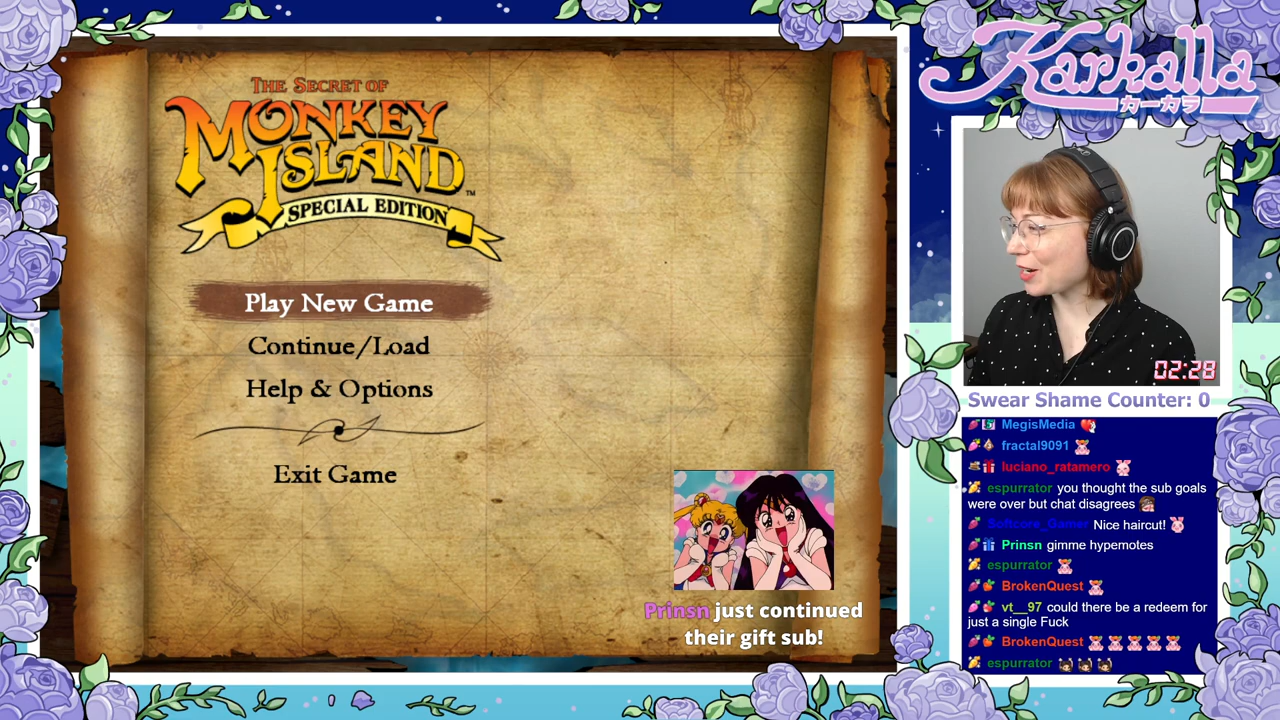 THE SECRET OF
MONKEY
ISLAND™
SPECIAL EDITION
Play New Game
Continue/Load
Help & Options
Exit Game
Prinsn just continued
their gift sub!
Karkalla
カーカラ
02:28
Swear Shame Counter: 0
MegisMedia
fractal9091
luciano_ratamero
espurrator you thought the sub goals
were over but chat disagrees
Softcore_Gamer Nice haircut!
Prinsn gimme hypemotes
espurrator
BrokenQuest
vt__97 could there be a redeem for
just a single Fuck
BrokenQuest
espurrator